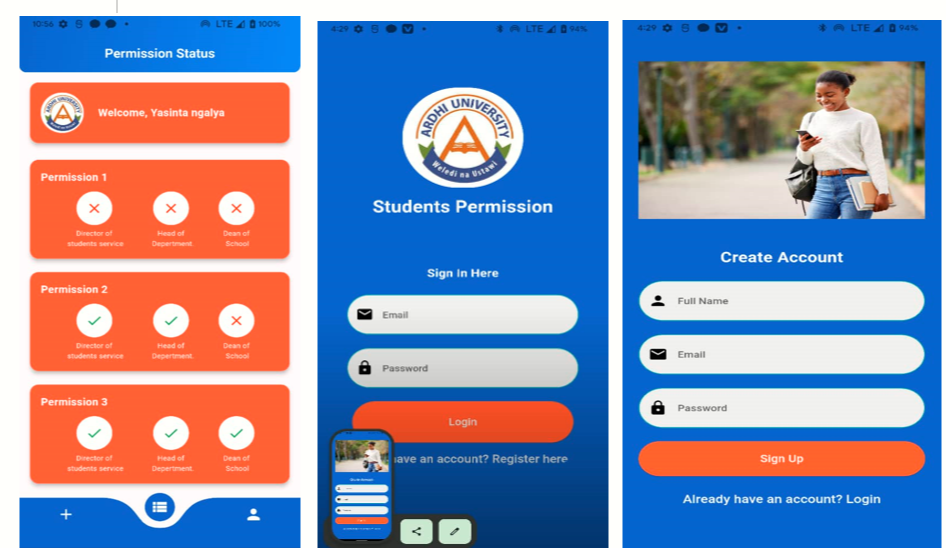 10:56 LTE 100%
Permission Status
ARDHI UNIVERSITY
Welcome, Yasinta ngalya
Permission 1
Director of students service
Head of Department.
Dean of School
Permission 2
Director of students service
Head of Department.
Dean of School
Permission 3
Director of students service
Head of Department.
Dean of School
4:29 LTE 94%
ARDHI UNIVERSITY
Weledi na Ustawi
Students Permission
Sign In Here
Email
Password
Login
have an account? Register here
4:29 LTE 94%
Create Account
Full Name
Email
Password
Sign Up
Already have an account? Login